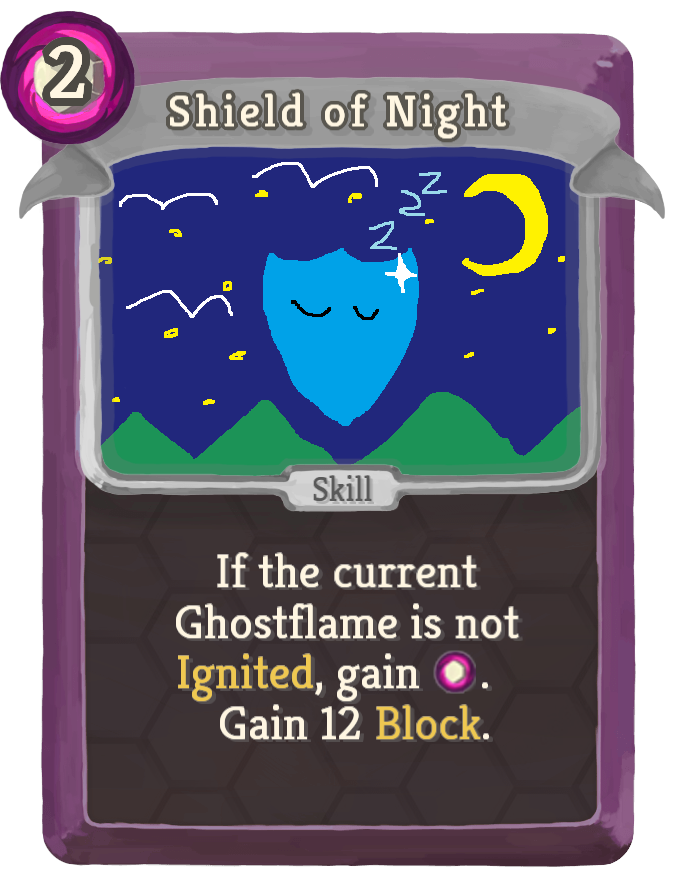 2
Shield of Night
z
z
z
Skill
If the current
Ghostflame is not
Ignited, gain .
Gain 12 Block.